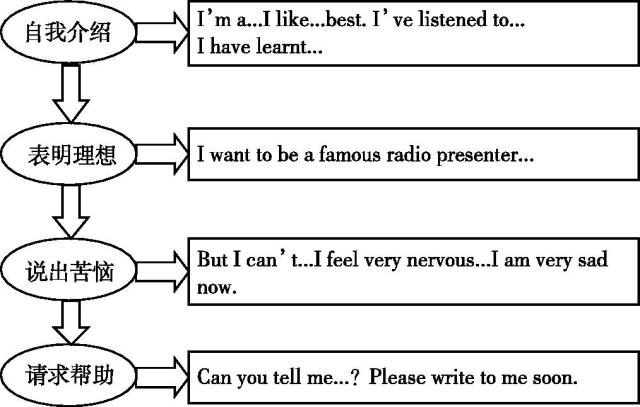 自我介绍
I'm a...I like...best. I've listened to...
I have learnt...
表明理想
I want to be a famous radio presenter...
说出苦恼
But I can't...I feel very nervous...I am very sad
now.
请求帮助
Can you tell me...? Please write to me soon.